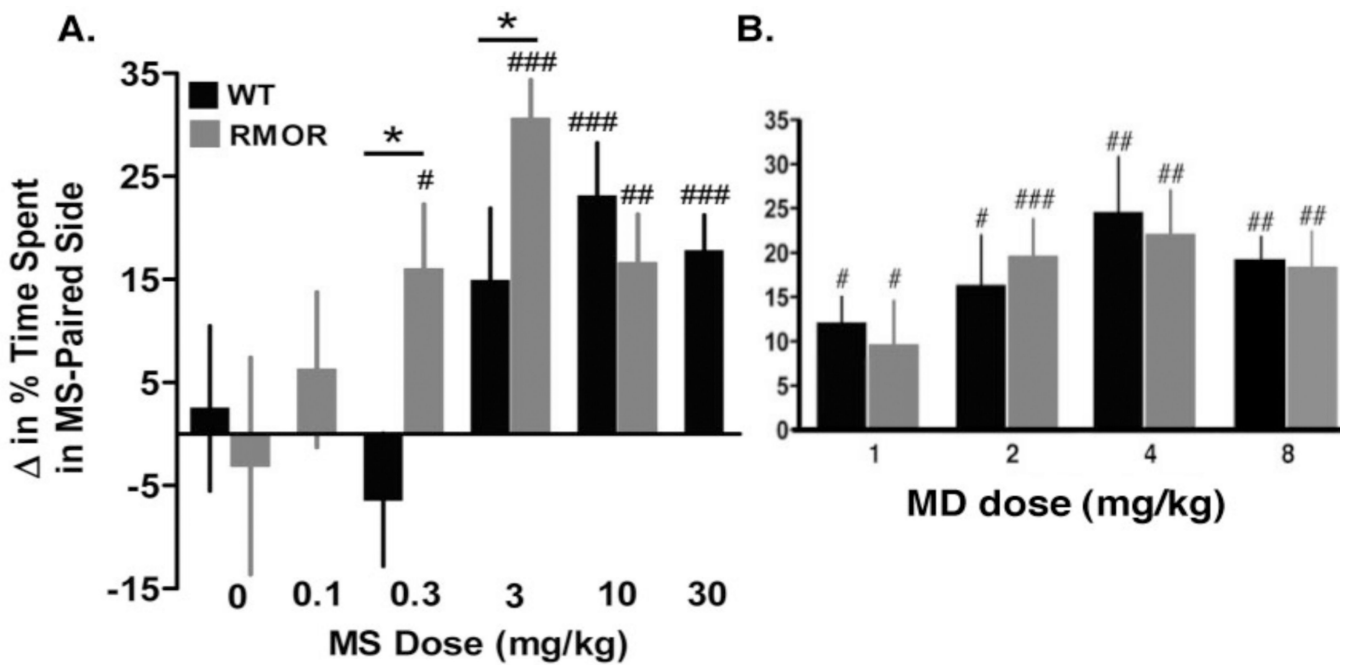 A.
Δ in % Time Spent
in MS-Paired Side
35
25
15
5
-5
-15
WT
RMOR
*
#
*
###
###
##
###
0 0.1 0.3 3 10 30
MS Dose (mg/kg)
B.
35
30
25
20
15
10
5
0
# #
# ###
## ##
## ##
1 2 4 8
MD dose (mg/kg)